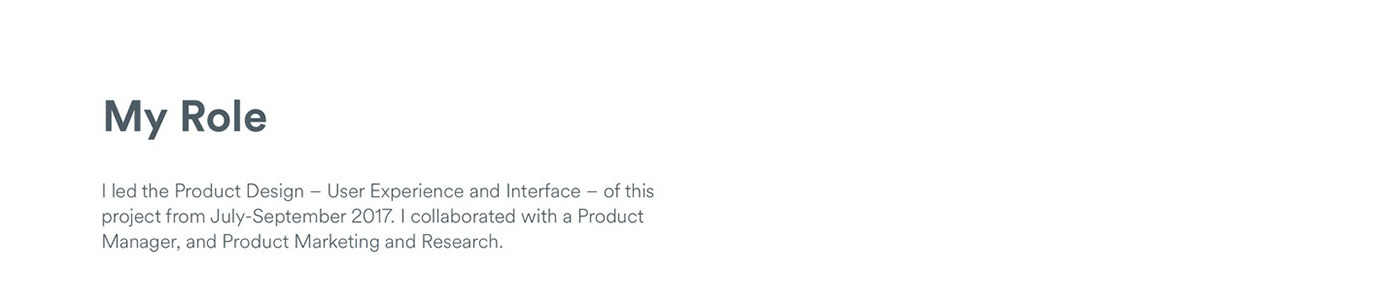 My Role
I led the Product Design – User Experience and Interface – of this
project from July-September 2017. I collaborated with a Product
Manager, and Product Marketing and Research.